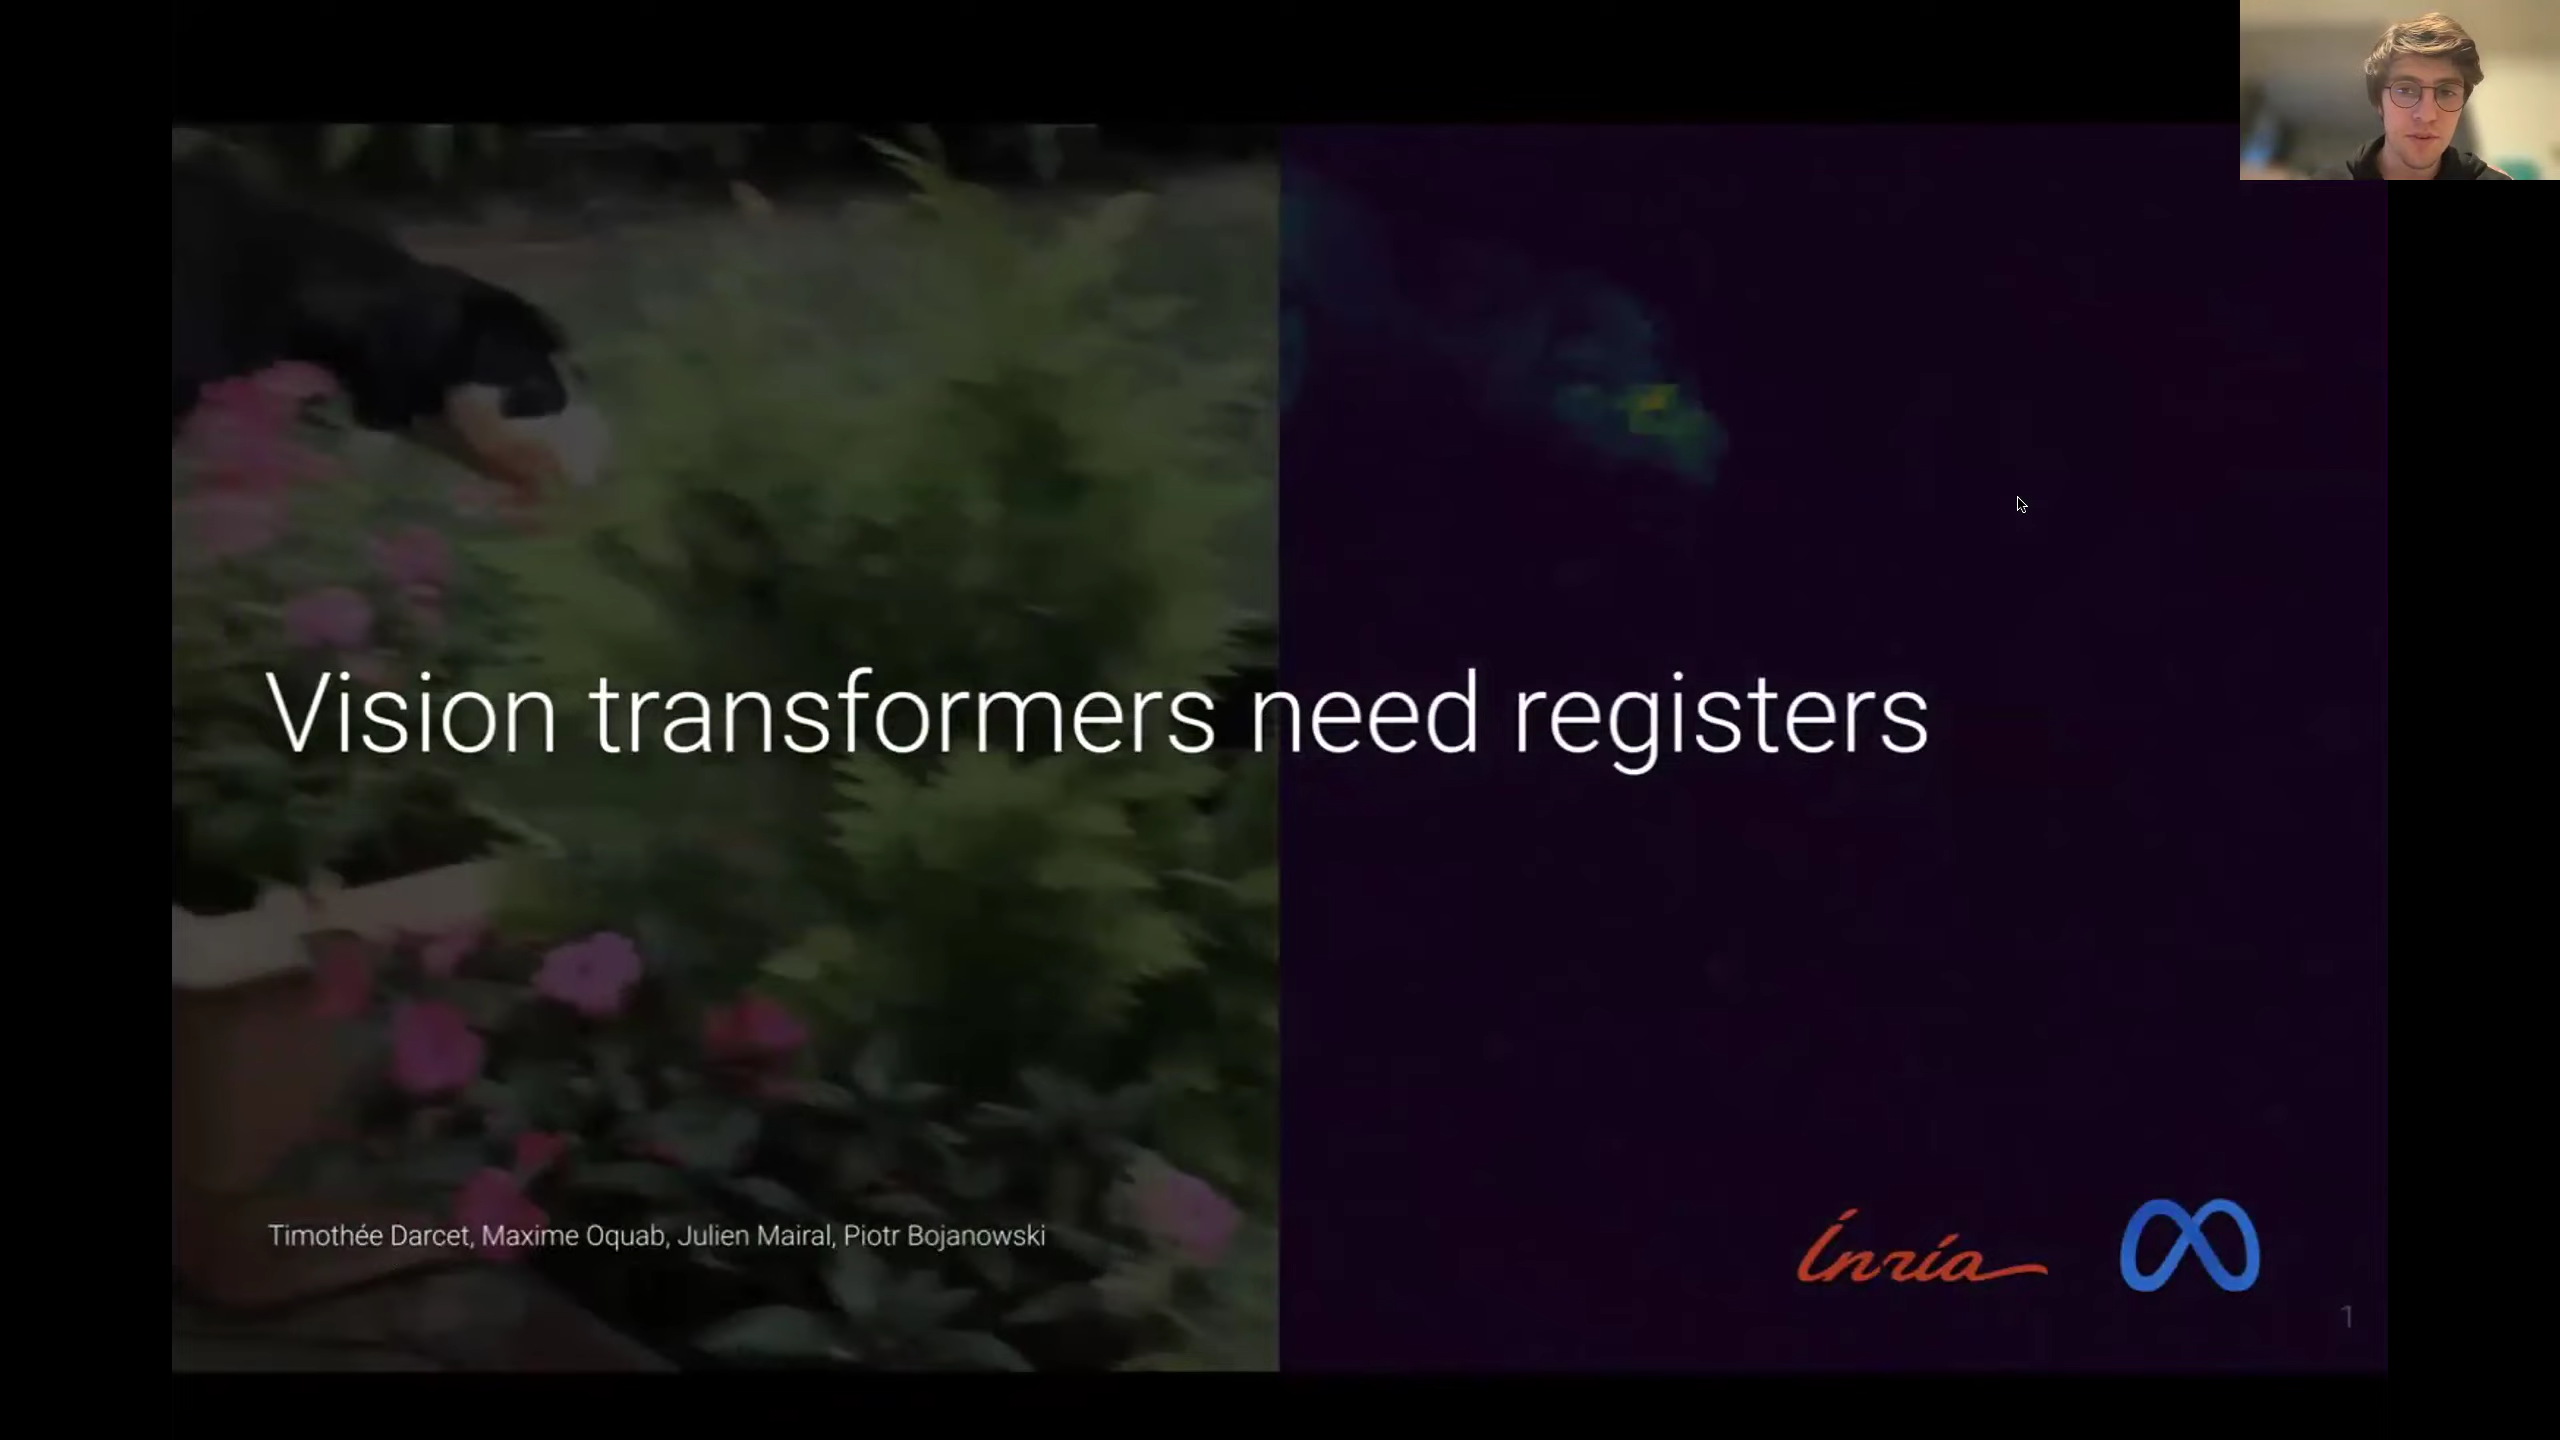 Vision transformers need registers
Timothée Darcet, Maxime Oquab, Julien Mairal, Piotr Bojanowski
Inria
1